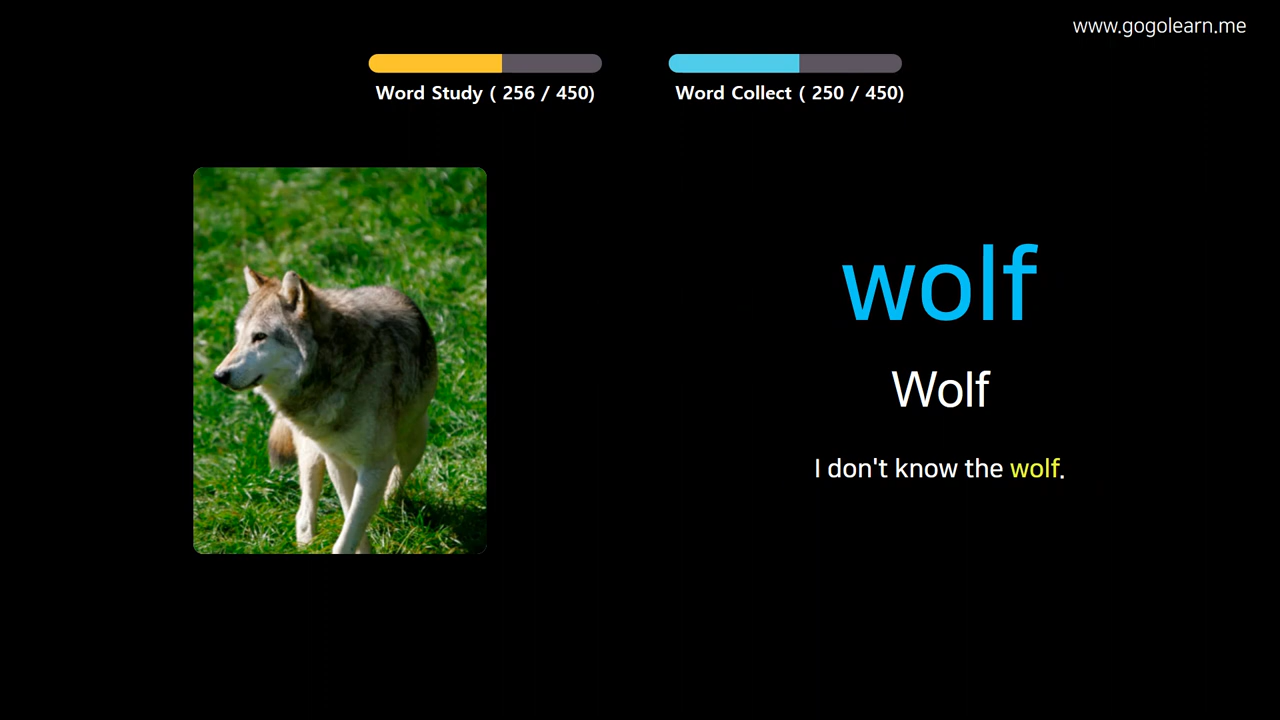 www.gogolearn.me
Word Study ( 256 / 450)
Word Collect ( 250 / 450)
wolf
Wolf
I don't know the wolf.